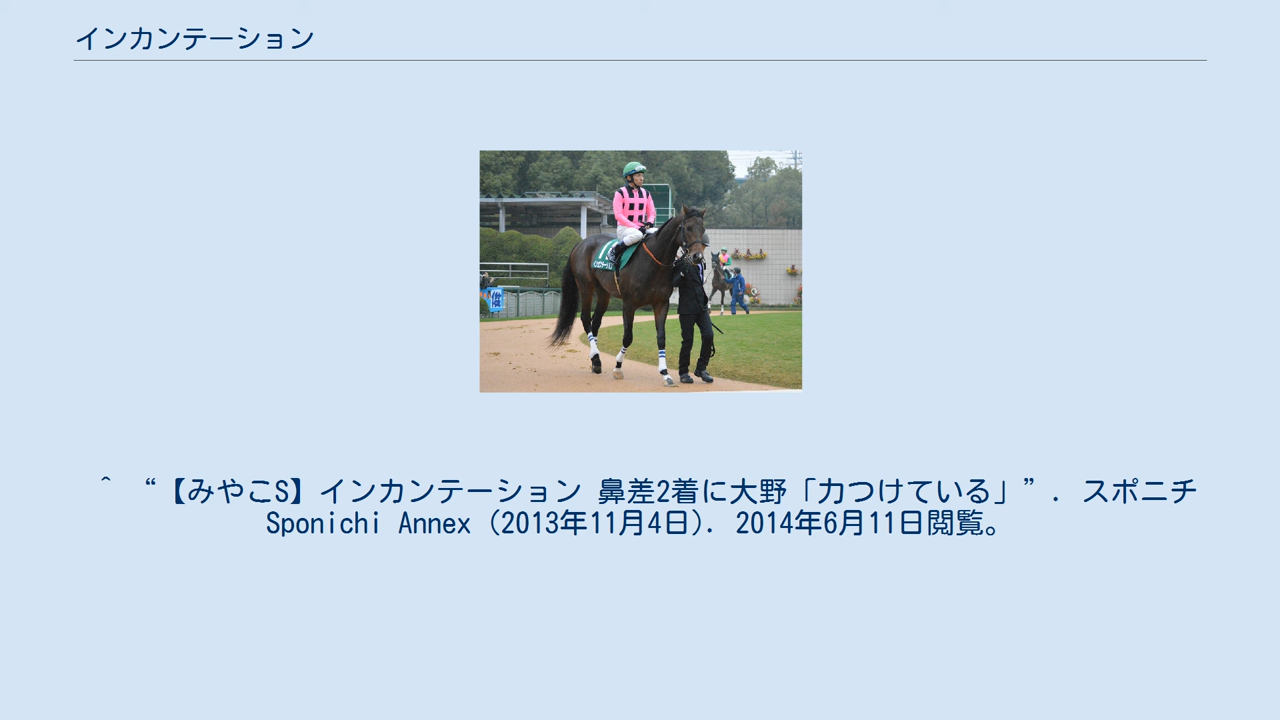 インカンテーション
^ “【みやこS】インカンテーション 鼻差2着に大野「力つけている」”. スポニチ
Sponichi Annex (2013年11月4日). 2014年6月11日閲覧。